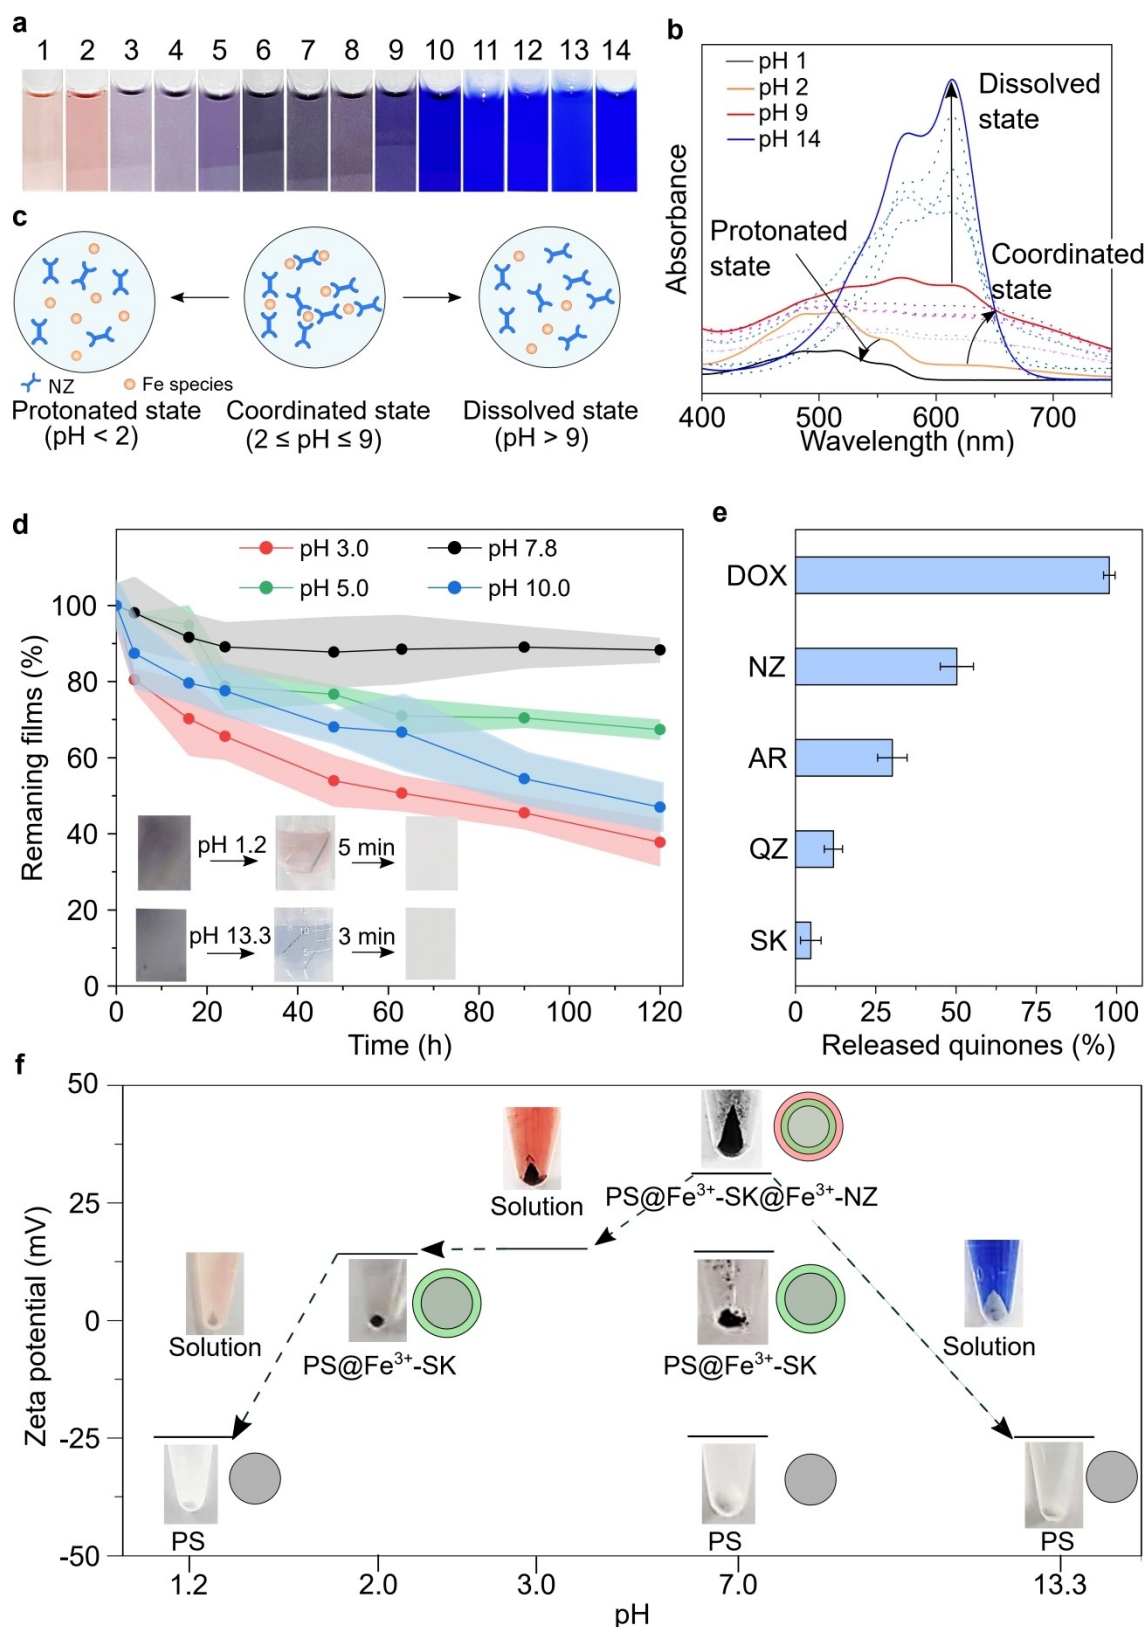 a
1 2 3 4 5 6 7 8 9 10 11 12 13 14
b
pH 1
pH 2
pH 9
pH 14
Dissolved
state
Protonated
state
Coordinated
state
Absorbance
400 500 600 700
Wavelength (nm)
c
NZ
Fe species
Protonated state
(pH < 2)
Coordinated state
(2 ≤ pH ≤ 9)
Dissolved state
(pH > 9)
d
pH 3.0
pH 7.8
pH 5.0
pH 10.0
Remaning films (%)
100
80
60
40
20
0
pH 1.2
5 min
pH 13.3
3 min
0 20 40 60 80 100 120
Time (h)
e
DOX
NZ
AR
QZ
SK
0 25 50 75 100
Released quinones (%)
f
Zeta potential (mV)
50
25
0
-25
-50
Solution
PS@Fe³⁺-SK@Fe³⁺-NZ
Solution
PS@Fe³⁺-SK
PS@Fe³⁺-SK
Solution
PS
PS
PS
1.2 2.0 3.0 7.0 13.3
pH